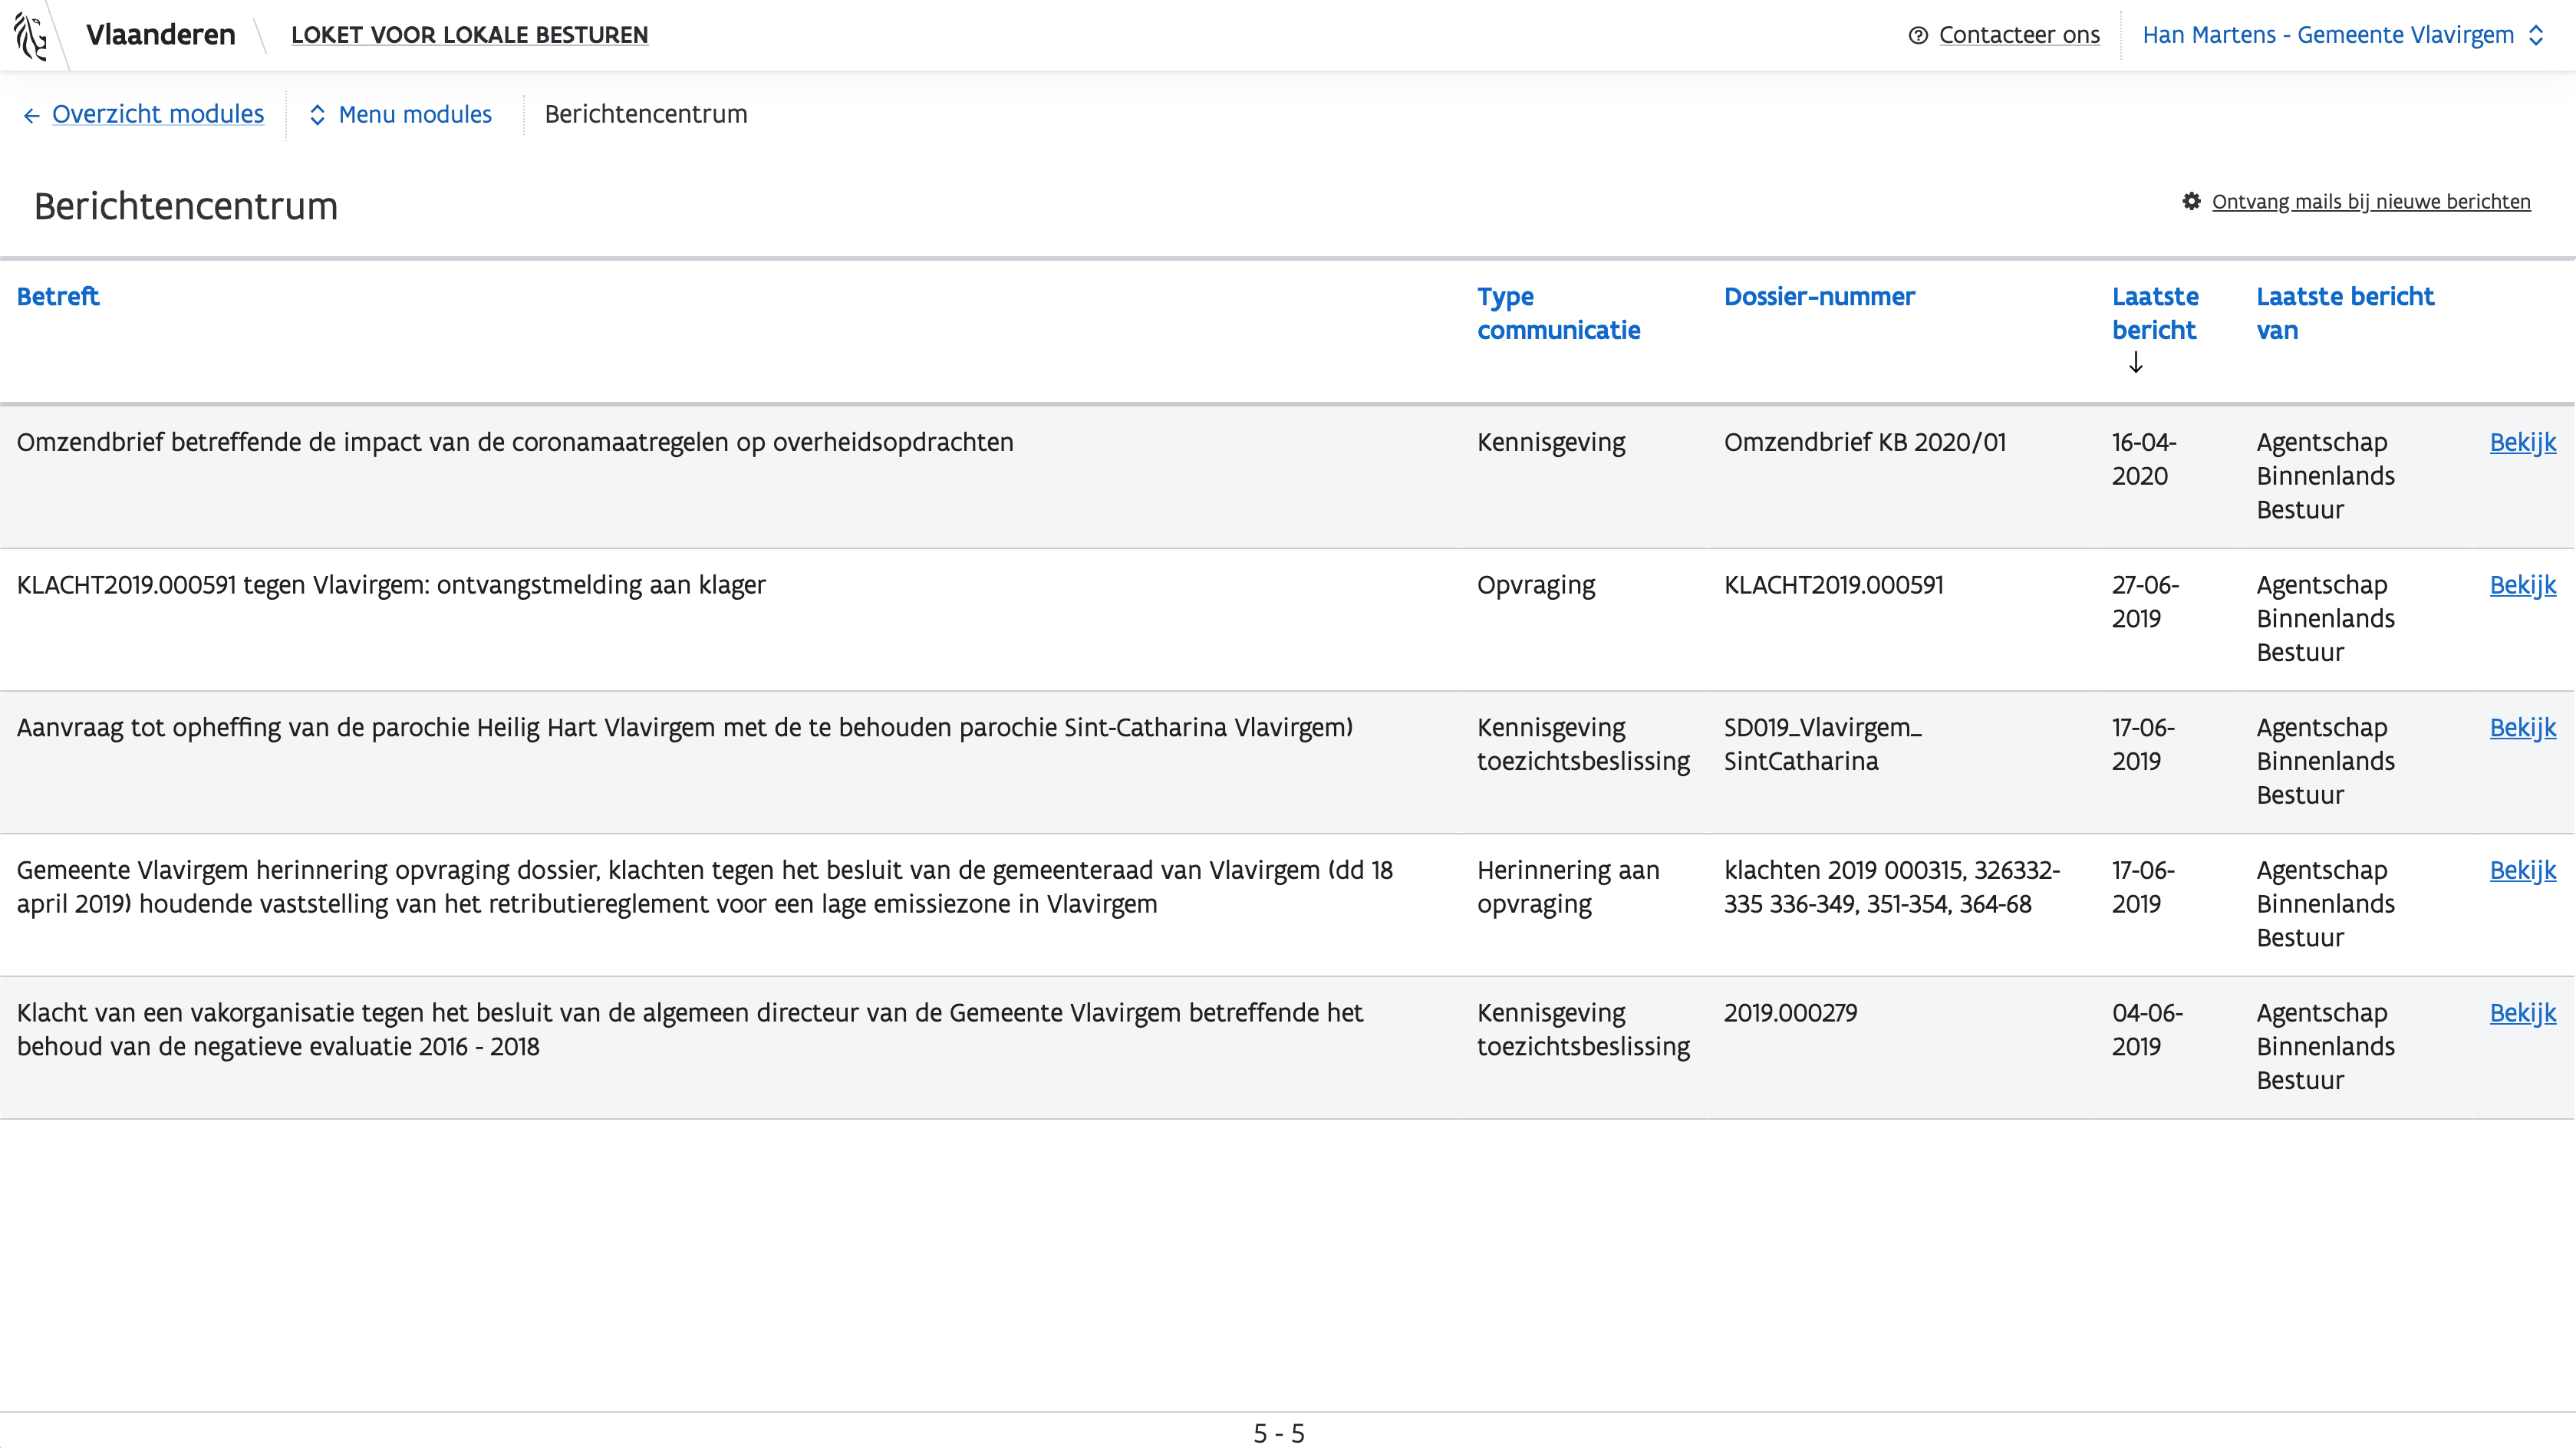 Vlaanderen LOKET VOOR LOKALE BESTUREN Contacteer ons Han Martens - Gemeente Vlavirgem
Overzicht modules Menu modules Berichtencentrum
Berichtencentrum Ontvang mails bij nieuwe berichten
Betreft Type communicatie Dossier-nummer Laatste bericht Laatste bericht van
Omzendbrief betreffende de impact van de coronamaatregelen op overheidsopdrachten Kennisgeving Omzendbrief KB 2020/01 16-04-2020 Agentschap Binnenlands Bestuur Bekijk
KLACHT2019.000591 tegen Vlavirgem: ontvangstmelding aan klager Opvraging KLACHT2019.000591 27-06-2019 Agentschap Binnenlands Bestuur Bekijk
Aanvraag tot opheffing van de parochie Heilig Hart Vlavirgem met de te behouden parochie Sint-Catharina Vlavirgem) Kennisgeving toezichtsbeslissing SD019_Vlavirgem_SintCatharina 17-06-2019 Agentschap Binnenlands Bestuur Bekijk
Gemeente Vlavirgem herinnering opvraging dossier, klachten tegen het besluit van de gemeenteraad van Vlavirgem (dd 18 april 2019) houdende vaststelling van het retributiereglement voor een lage emissiezone in Vlavirgem Herinnering aan opvraging klachten 2019 000315, 326332-335 336-349, 351-354, 364-68 17-06-2019 Agentschap Binnenlands Bestuur Bekijk
Klacht van een vakorganisatie tegen het besluit van de algemeen directeur van de Gemeente Vlavirgem betreffende het behoud van de negatieve evaluatie 2016 - 2018 Kennisgeving toezichtsbeslissing 2019.000279 04-06-2019 Agentschap Binnenlands Bestuur Bekijk
5 - 5